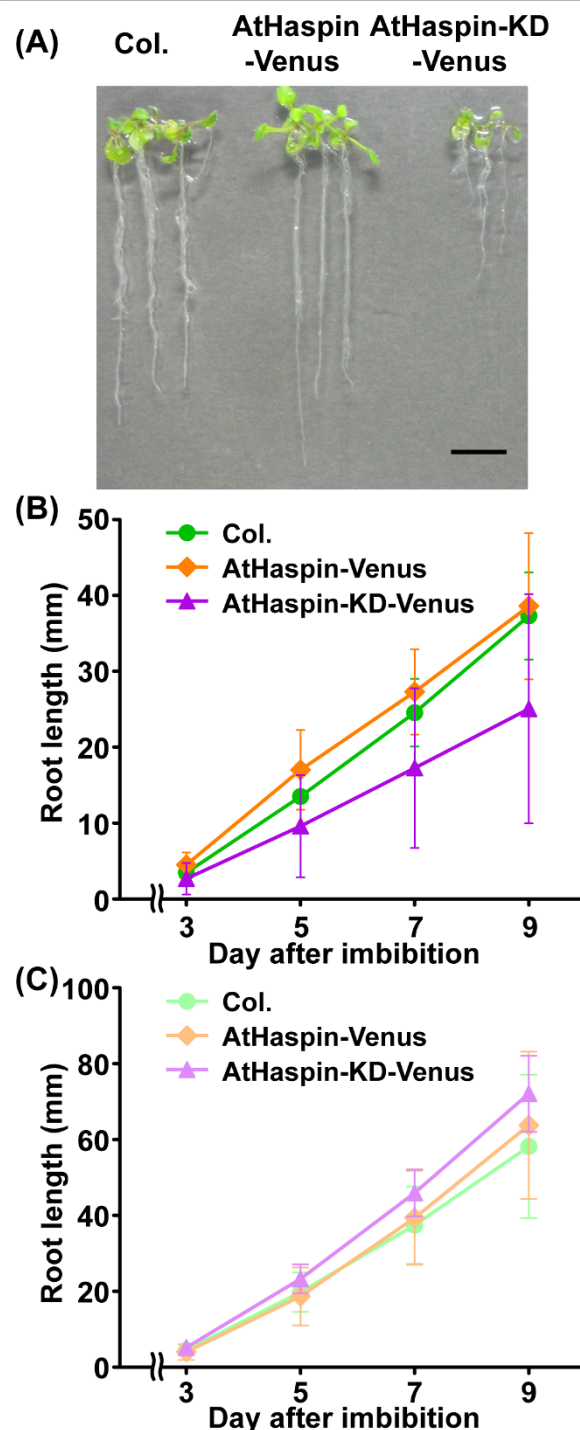 (A)
Col.
AtHaspin
-Venus
AtHaspin-KD
-Venus
(B)
50
40
30
20
10
0
Root length (mm)
Col.
AtHaspin-Venus
AtHaspin-KD-Venus
3 5 7 9
Day after imbibition
(C)
100
80
60
40
20
0
Root length (mm)
Col.
AtHaspin-Venus
AtHaspin-KD-Venus
3 5 7 9
Day after imbibition